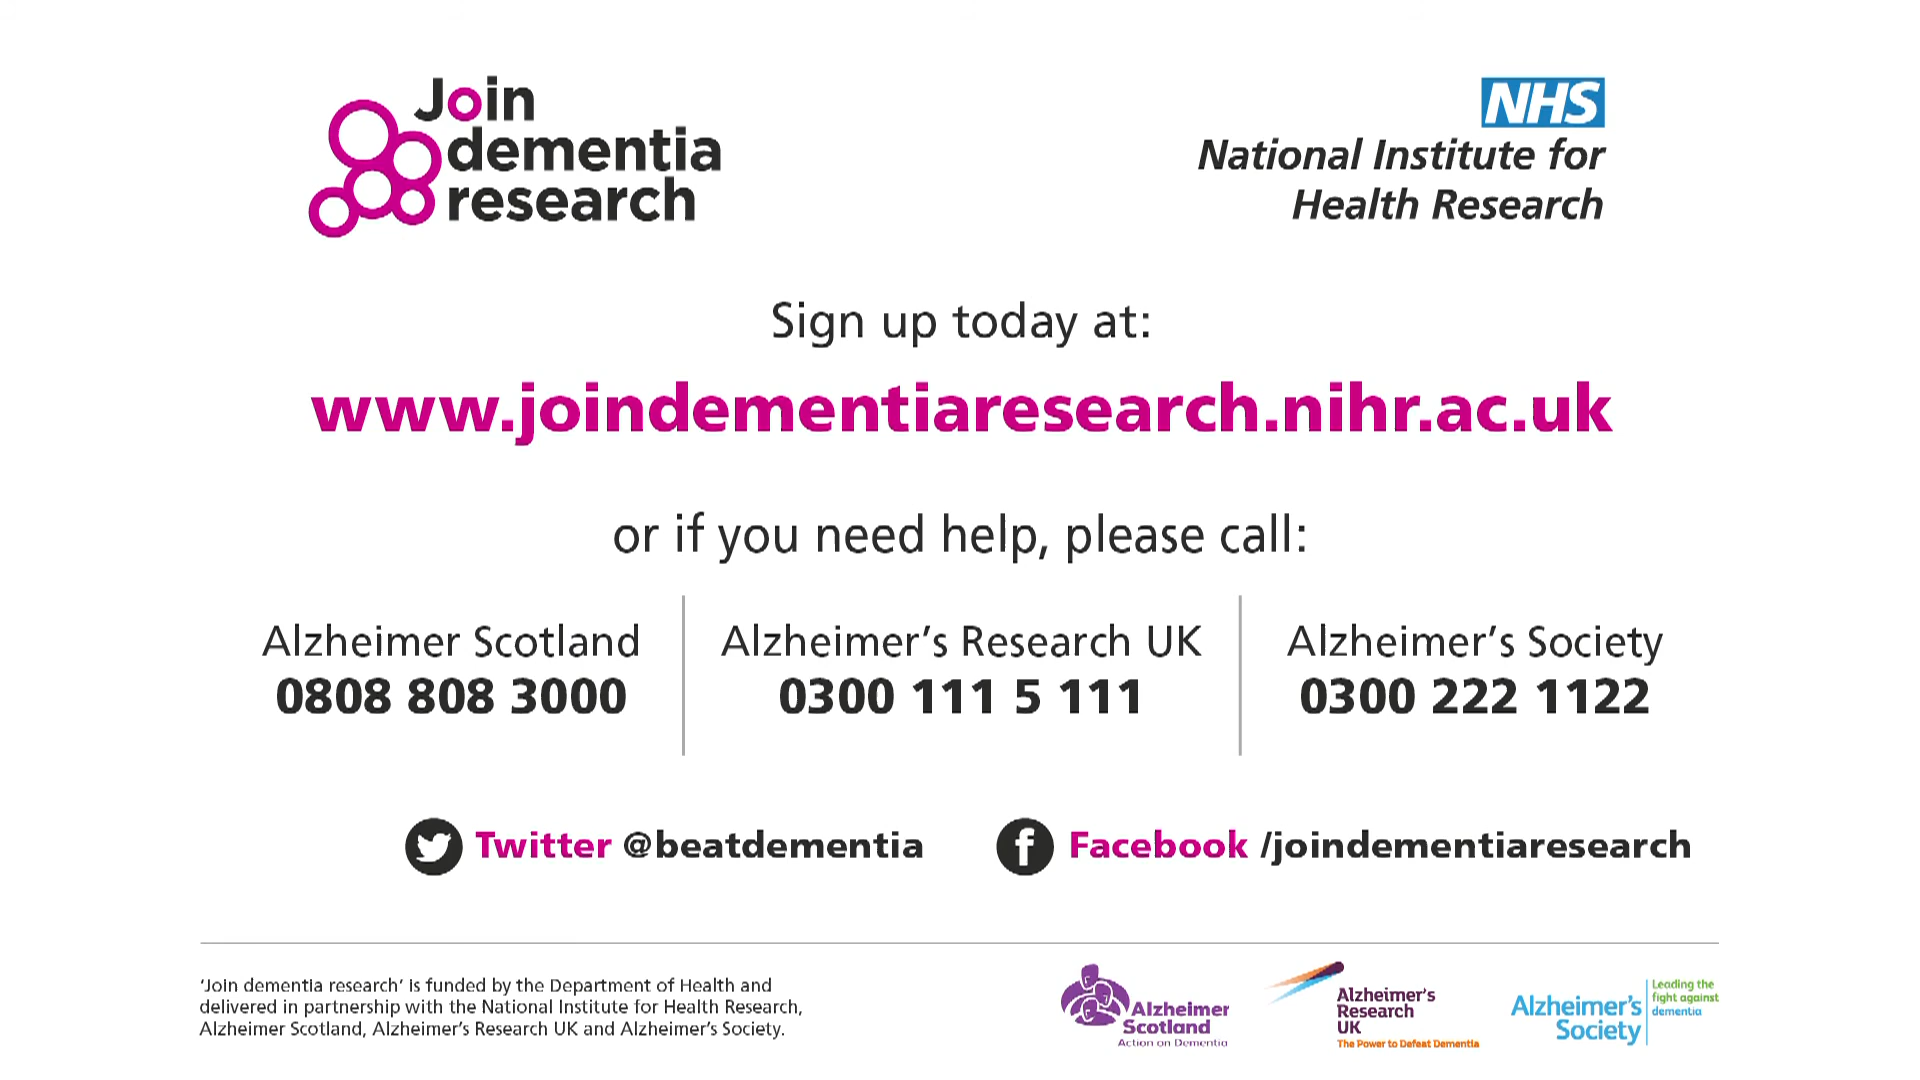 Join
dementia
research
NHS
National Institute for
Health Research
Sign up today at:
www.joindementiaresearch.nihr.ac.uk
or if you need help, please call:
Alzheimer Scotland
0808 808 3000
Alzheimer's Research UK
0300 111 5 111
Alzheimer's Society
0300 222 1122
Twitter @beatdementia
Facebook /joindementiaresearch
'Join dementia research' is funded by the Department of Health and
delivered in partnership with the National Institute for Health Research,
Alzheimer Scotland, Alzheimer's Research UK and Alzheimer's Society.
Alzheimer
Scotland
Action on Dementia
Alzheimer's
Research
UK
The Power to Defeat Dementia
Alzheimer's
Society
Leading the
fight against
dementia